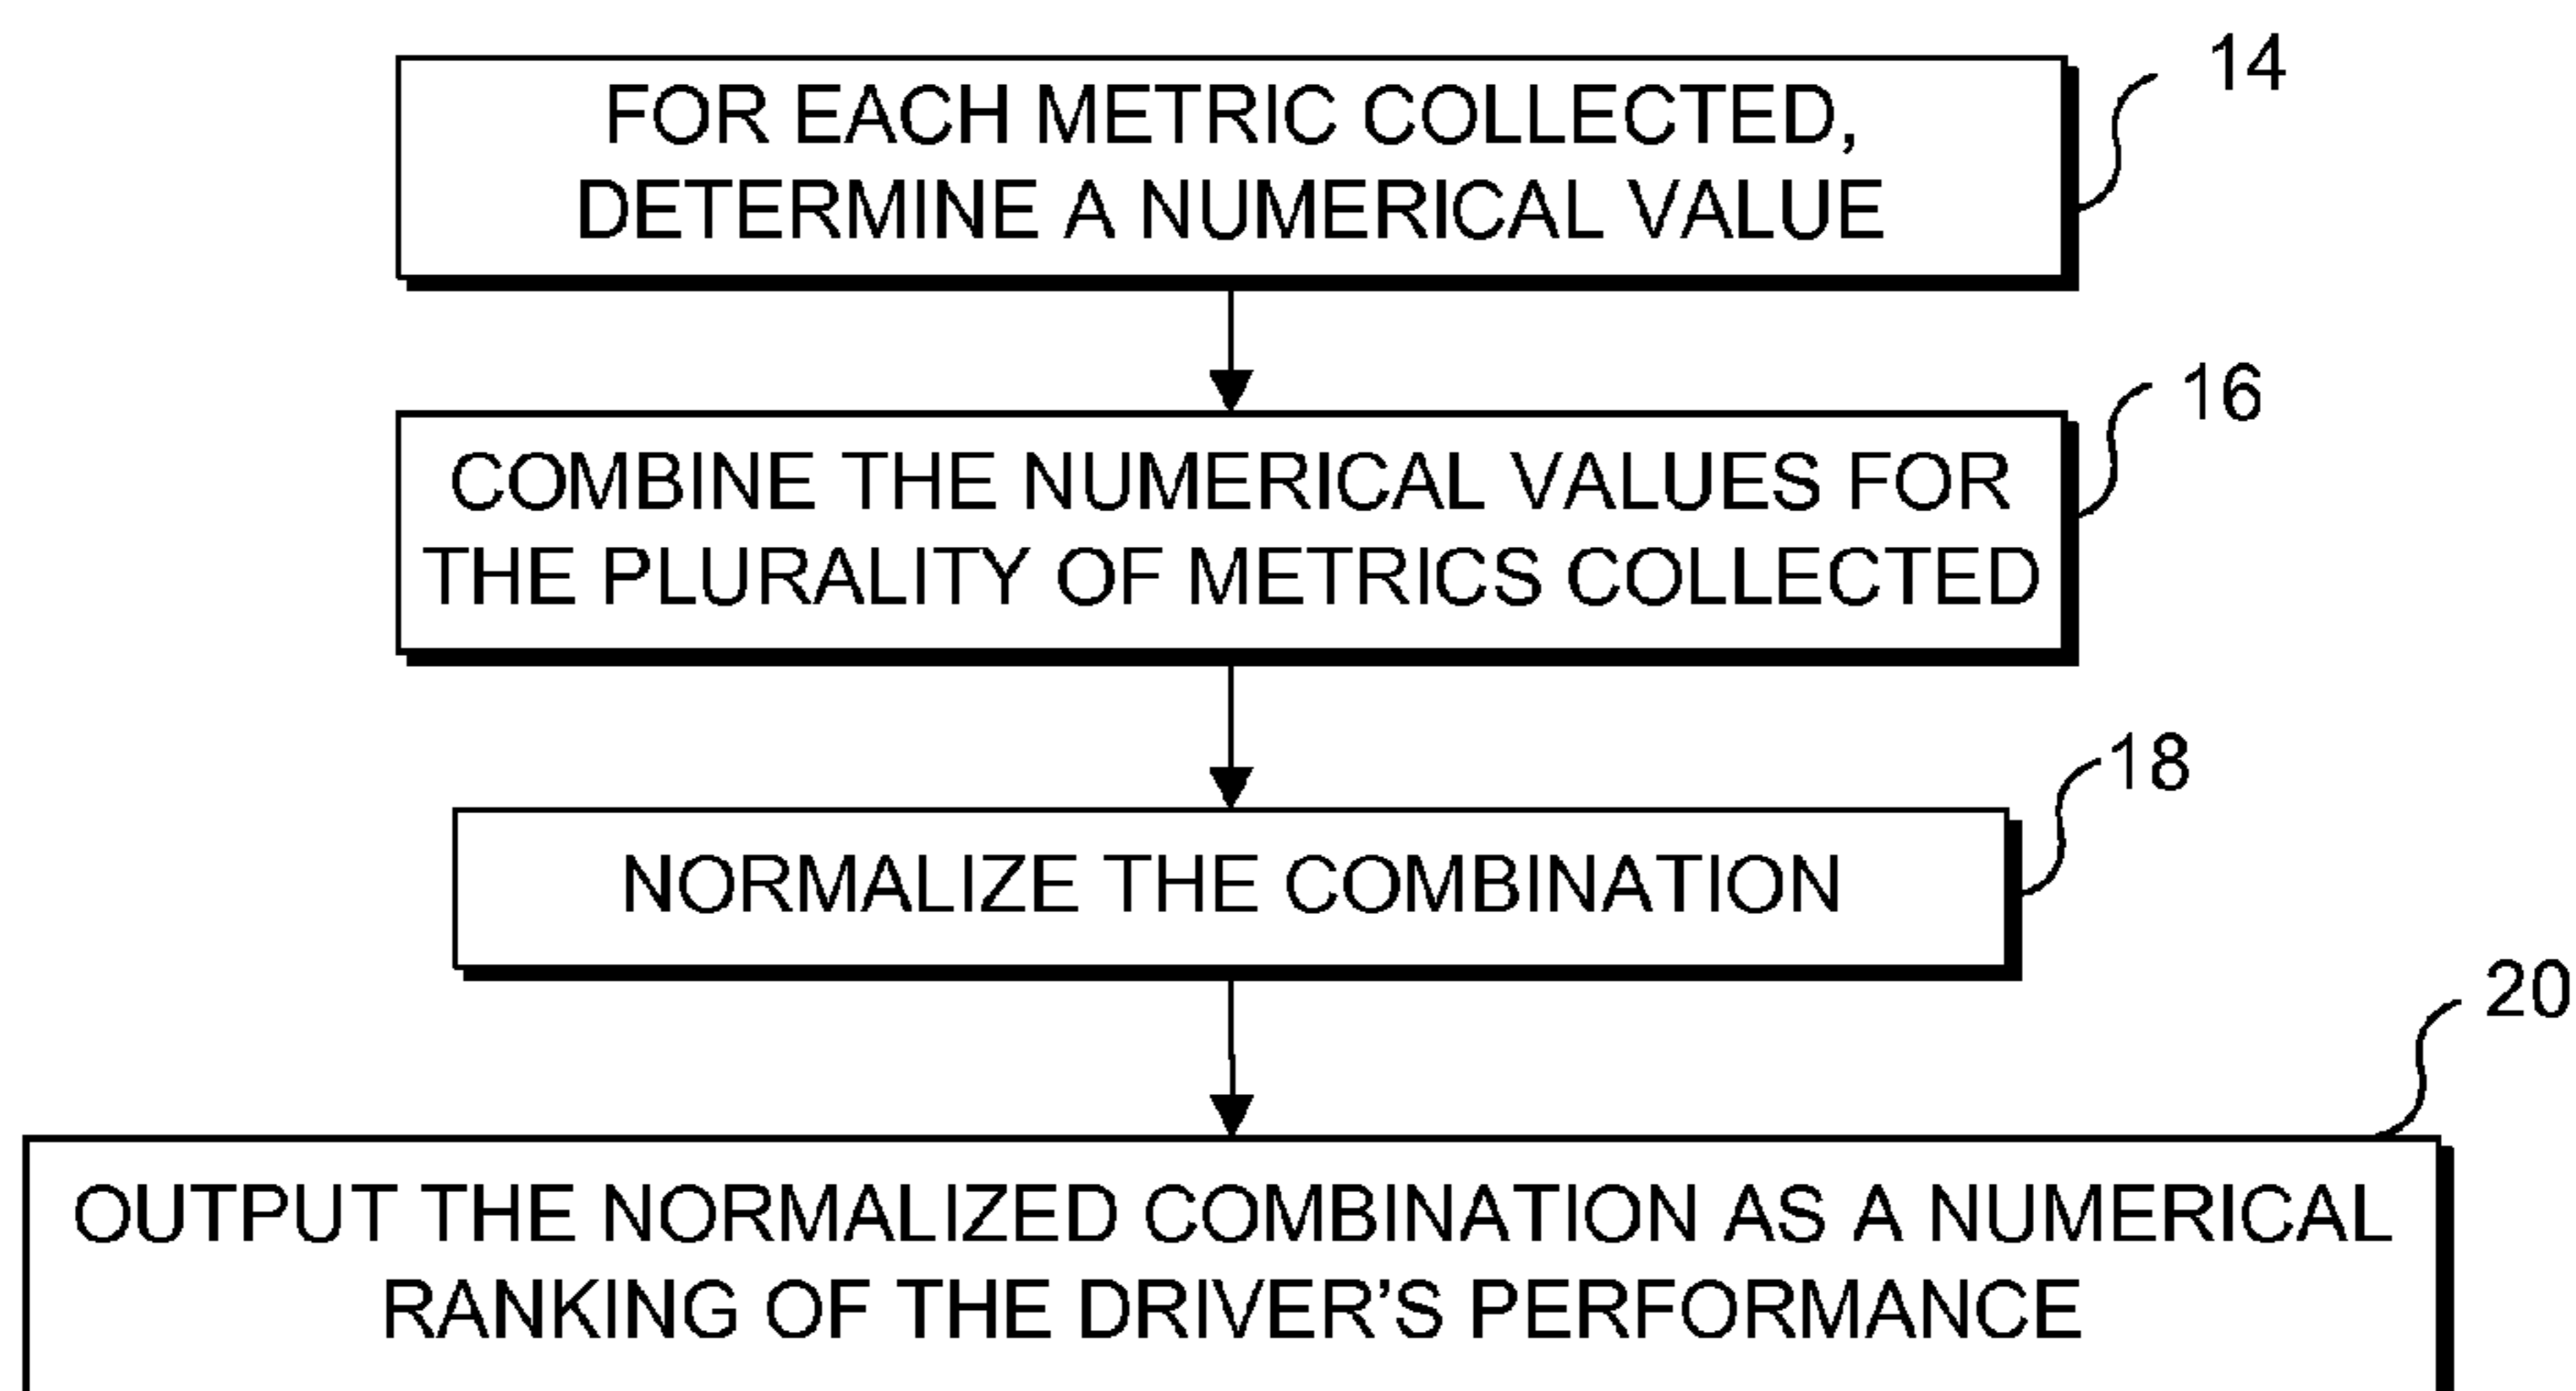 14
FOR EACH METRIC COLLECTED,
DETERMINE A NUMERICAL VALUE
16
COMBINE THE NUMERICAL VALUES FOR
THE PLURALITY OF METRICS COLLECTED
18
NORMALIZE THE COMBINATION
20
OUTPUT THE NORMALIZED COMBINATION AS A NUMERICAL
RANKING OF THE DRIVER’S PERFORMANCE